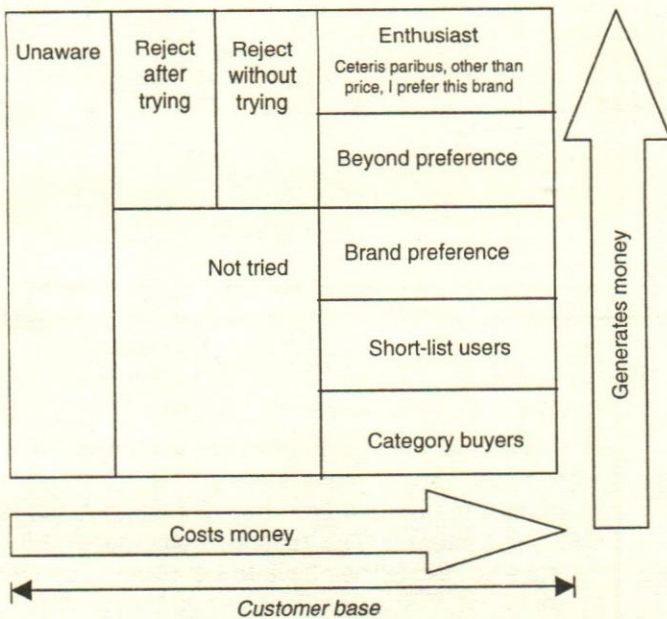 Unaware
Reject
after
trying
Reject
without
trying
Enthusiast
Ceteris paribus, other than
price, I prefer this brand
Beyond preference
Not tried
Brand preference
Short-list users
Category buyers
Generates money
Costs money
Customer base